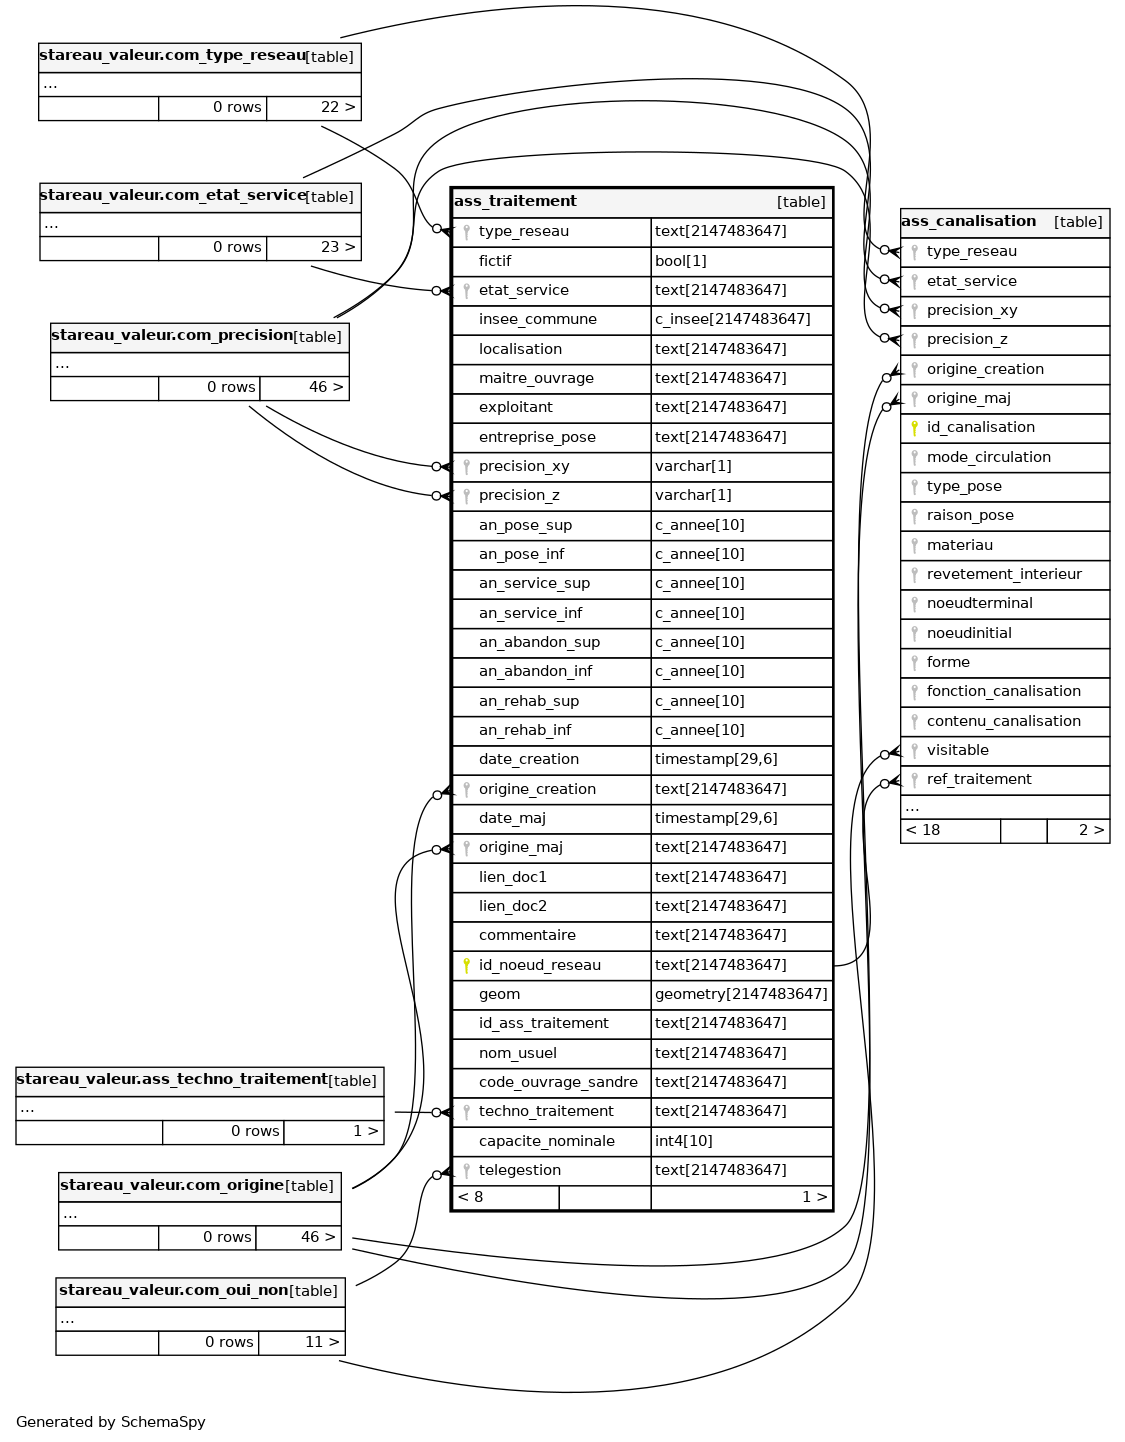 stareau_valeur.com_type_reseau [table]
...
0 rows 22 >
stareau_valeur.com_etat_service [table]
...
0 rows 23 >
stareau_valeur.com_precision [table]
...
0 rows 46 >
stareau_valeur.ass_techno_traitement [table]
...
0 rows 1 >
stareau_valeur.com_origine [table]
...
0 rows 46 >
stareau_valeur.com_oui_non [table]
...
0 rows 11 >
ass_traitement [table]
type_reseau text[2147483647]
fictif bool[1]
etat_service text[2147483647]
insee_commune c_insee[2147483647]
localisation text[2147483647]
maitre_ouvrage text[2147483647]
exploitant text[2147483647]
entreprise_pose text[2147483647]
precision_xy varchar[1]
precision_z varchar[1]
an_pose_sup c_annee[10]
an_pose_inf c_annee[10]
an_service_sup c_annee[10]
an_service_inf c_annee[10]
an_abandon_sup c_annee[10]
an_abandon_inf c_annee[10]
an_rehab_sup c_annee[10]
an_rehab_inf c_annee[10]
date_creation timestamp[29,6]
origine_creation text[2147483647]
date_maj timestamp[29,6]
origine_maj text[2147483647]
lien_doc1 text[2147483647]
lien_doc2 text[2147483647]
commentaire text[2147483647]
id_noeud_reseau text[2147483647]
geom geometry[2147483647]
id_ass_traitement text[2147483647]
nom_usuel text[2147483647]
code_ouvrage_sandre text[2147483647]
techno_traitement text[2147483647]
capacite_nominale int4[10]
telegestion text[2147483647]
< 8 1 >
ass_canalisation [table]
type_reseau
etat_service
precision_xy
precision_z
origine_creation
origine_maj
id_canalisation
mode_circulation
type_pose
raison_pose
materiau
revetement_interieur
noeudterminal
noeudinitial
forme
fonction_canalisation
contenu_canalisation
visitable
ref_traitement
...
< 18 2 >
Generated by SchemaSpy